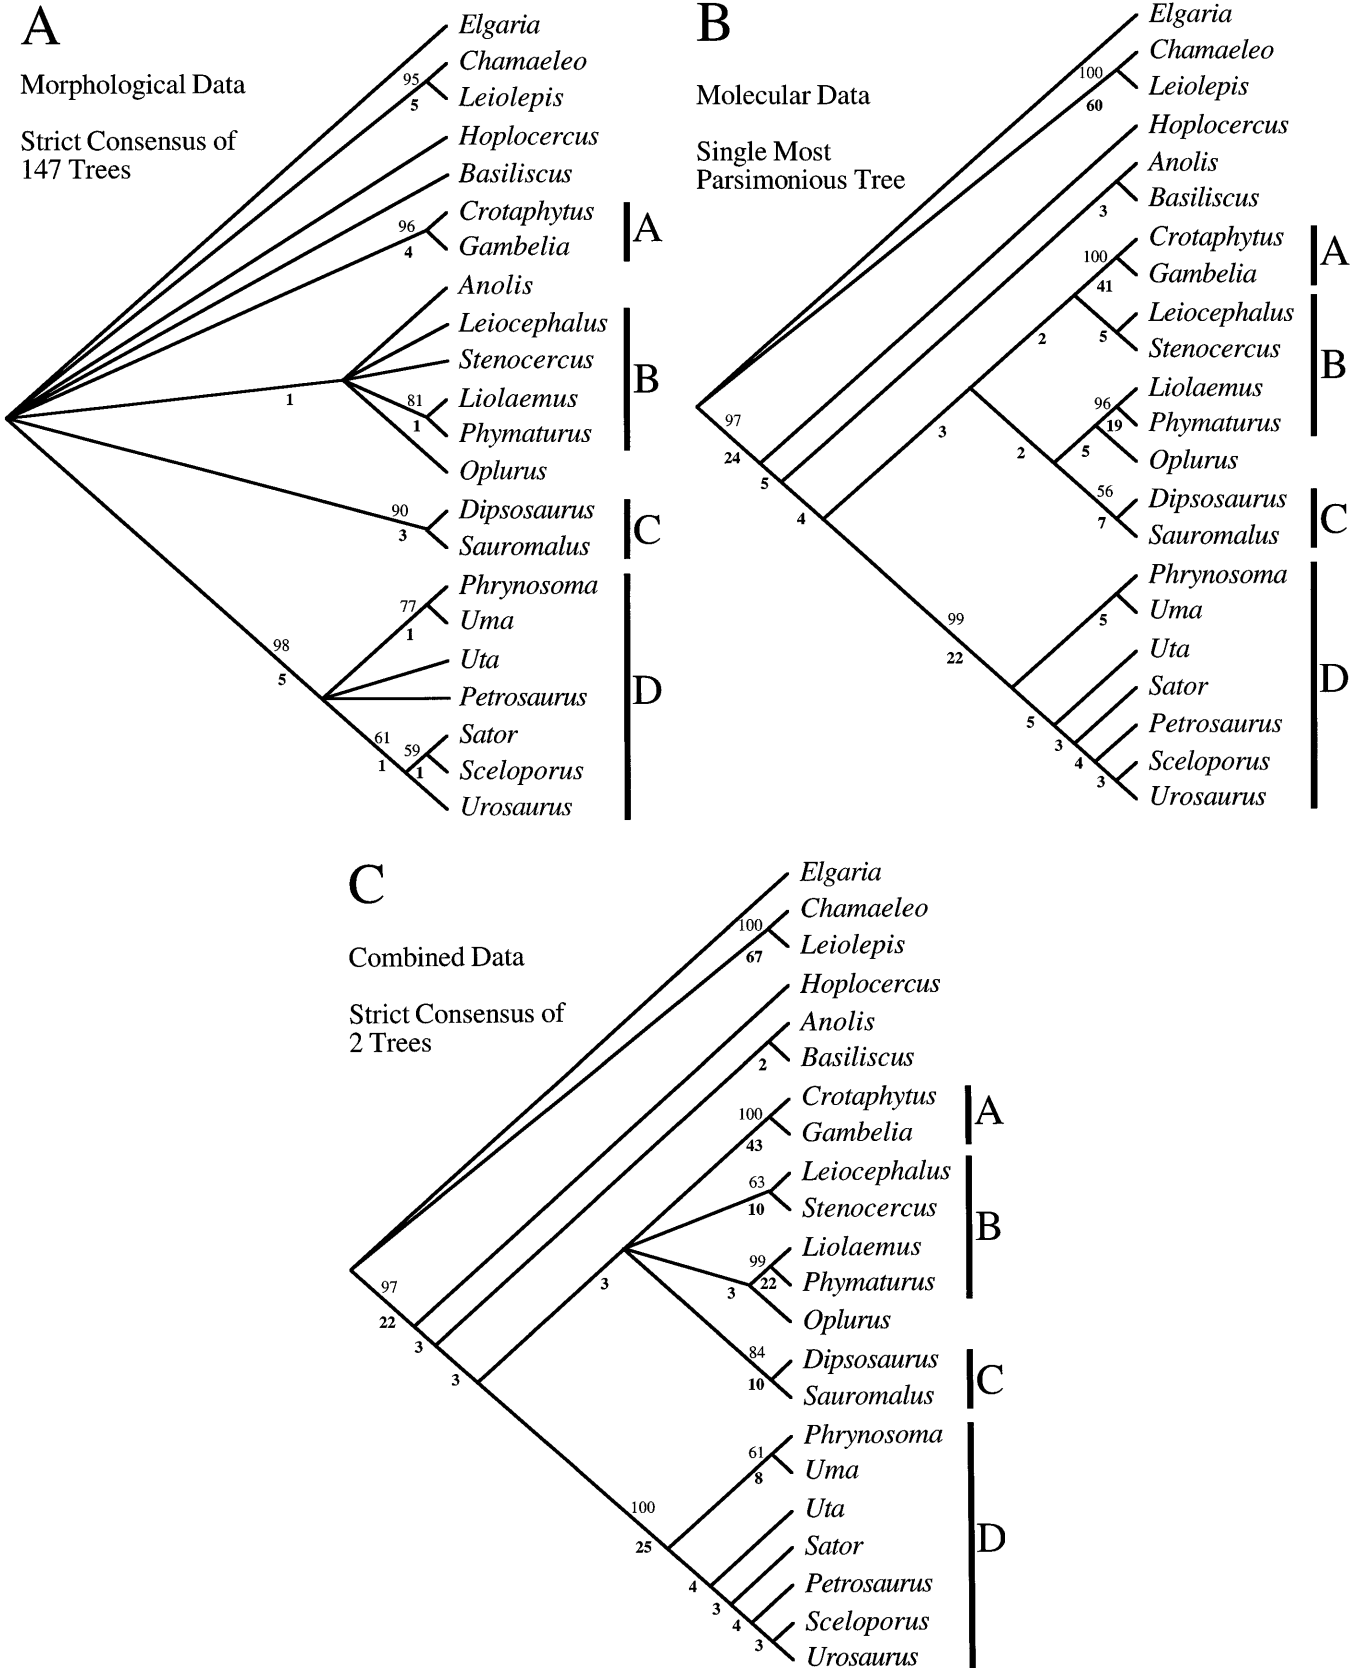 A
Morphological Data
Strict Consensus of
147 Trees
Elgaria
Chamaeleo
95
5
Leiolepis
Hoplocercus
Basiliscus
Crotaphytus
96
4
Gambelia
A
Anolis
Leiocephalus
Stenocercus
1
81
1
Liolaemus
Phymaturus
B
Oplurus
90
3
Dipsosaurus
Sauromalus
C
98
5
Phrynosoma
77
1
Uma
Uta
Petrosaurus
D
61
1
59
1
Sator
Sceloporus
Urosaurus
B
Molecular Data
Single Most
Parsimonious Tree
Elgaria
Chamaeleo
100
60
Leiolepis
Hoplocercus
Anolis
3
Basiliscus
Crotaphytus
100
41
Gambelia
A
2
Leiocephalus
5
Stenocercus
B
Liolaemus
96
19
Phymaturus
5
Oplurus
97
24
5
4
3
2
56
7
Dipsosaurus
Sauromalus
C
99
22
Phrynosoma
5
Uma
Uta
Sator
D
5
3
4
3
Petrosaurus
Sceloporus
Urosaurus
C
Combined Data
Strict Consensus of
2 Trees
Elgaria
Chamaeleo
100
67
Leiolepis
Hoplocercus
Anolis
2
Basiliscus
Crotaphytus
100
43
Gambelia
A
Leiocephalus
63
10
Stenocercus
B
Liolaemus
99
22
Phymaturus
3
Oplurus
97
22
3
3
3
84
10
Dipsosaurus
Sauromalus
C
Phrynosoma
61
8
Uma
100
25
Uta
Sator
D
4
3
4
3
Petrosaurus
Sceloporus
Urosaurus